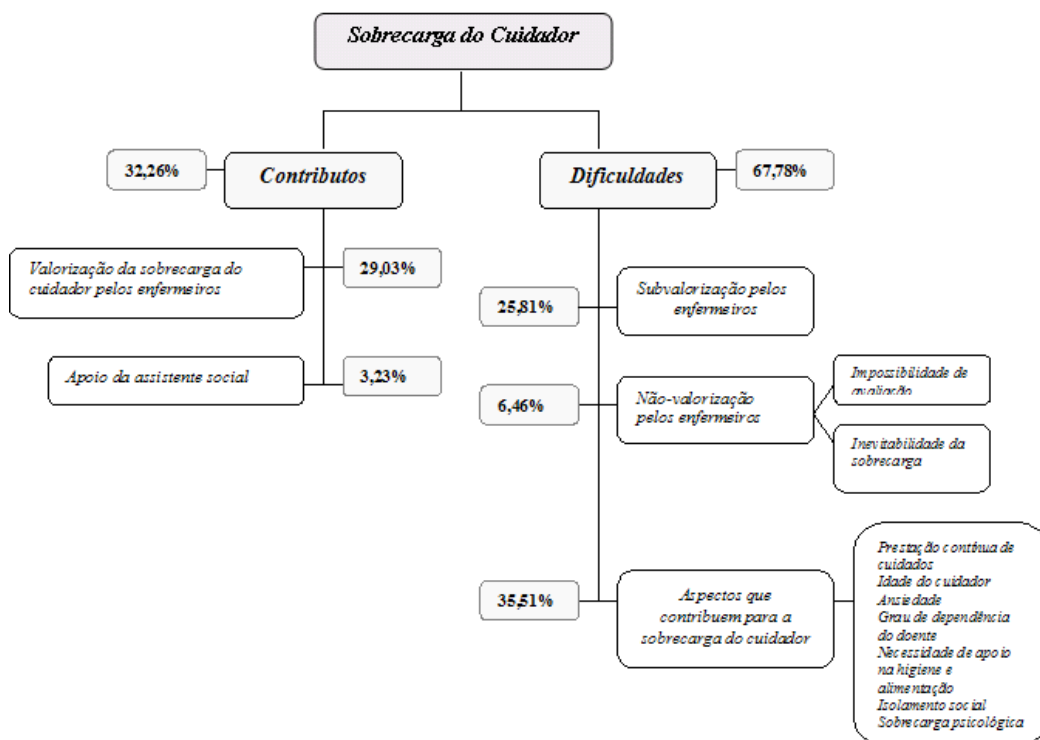 Sobrecarga do Cuidador
32,26%
Contributos
Dificuldades
67,78%
Valorização da sobrecarga do
cuidador pelos enfermeiros
29,03%
Apoio da assistente social
3,23%
25,81%
Subvalorização pelos
enfermeiros
6,46%
Não-valorização
pelos enfermeiros
Impossibilidade de
avaliação
Inevitabilidade da
sobrecarga
35,51%
Aspectos que
contribuem para a
sobrecarga do cuidador
Prestação contínua de
cuidados
Idade do cuidador
Ansiedade
Grau de dependência
do doente
Necessidade de apoio
na higiene e
alimentação
Isolamento social
Sobrecarga psicológica